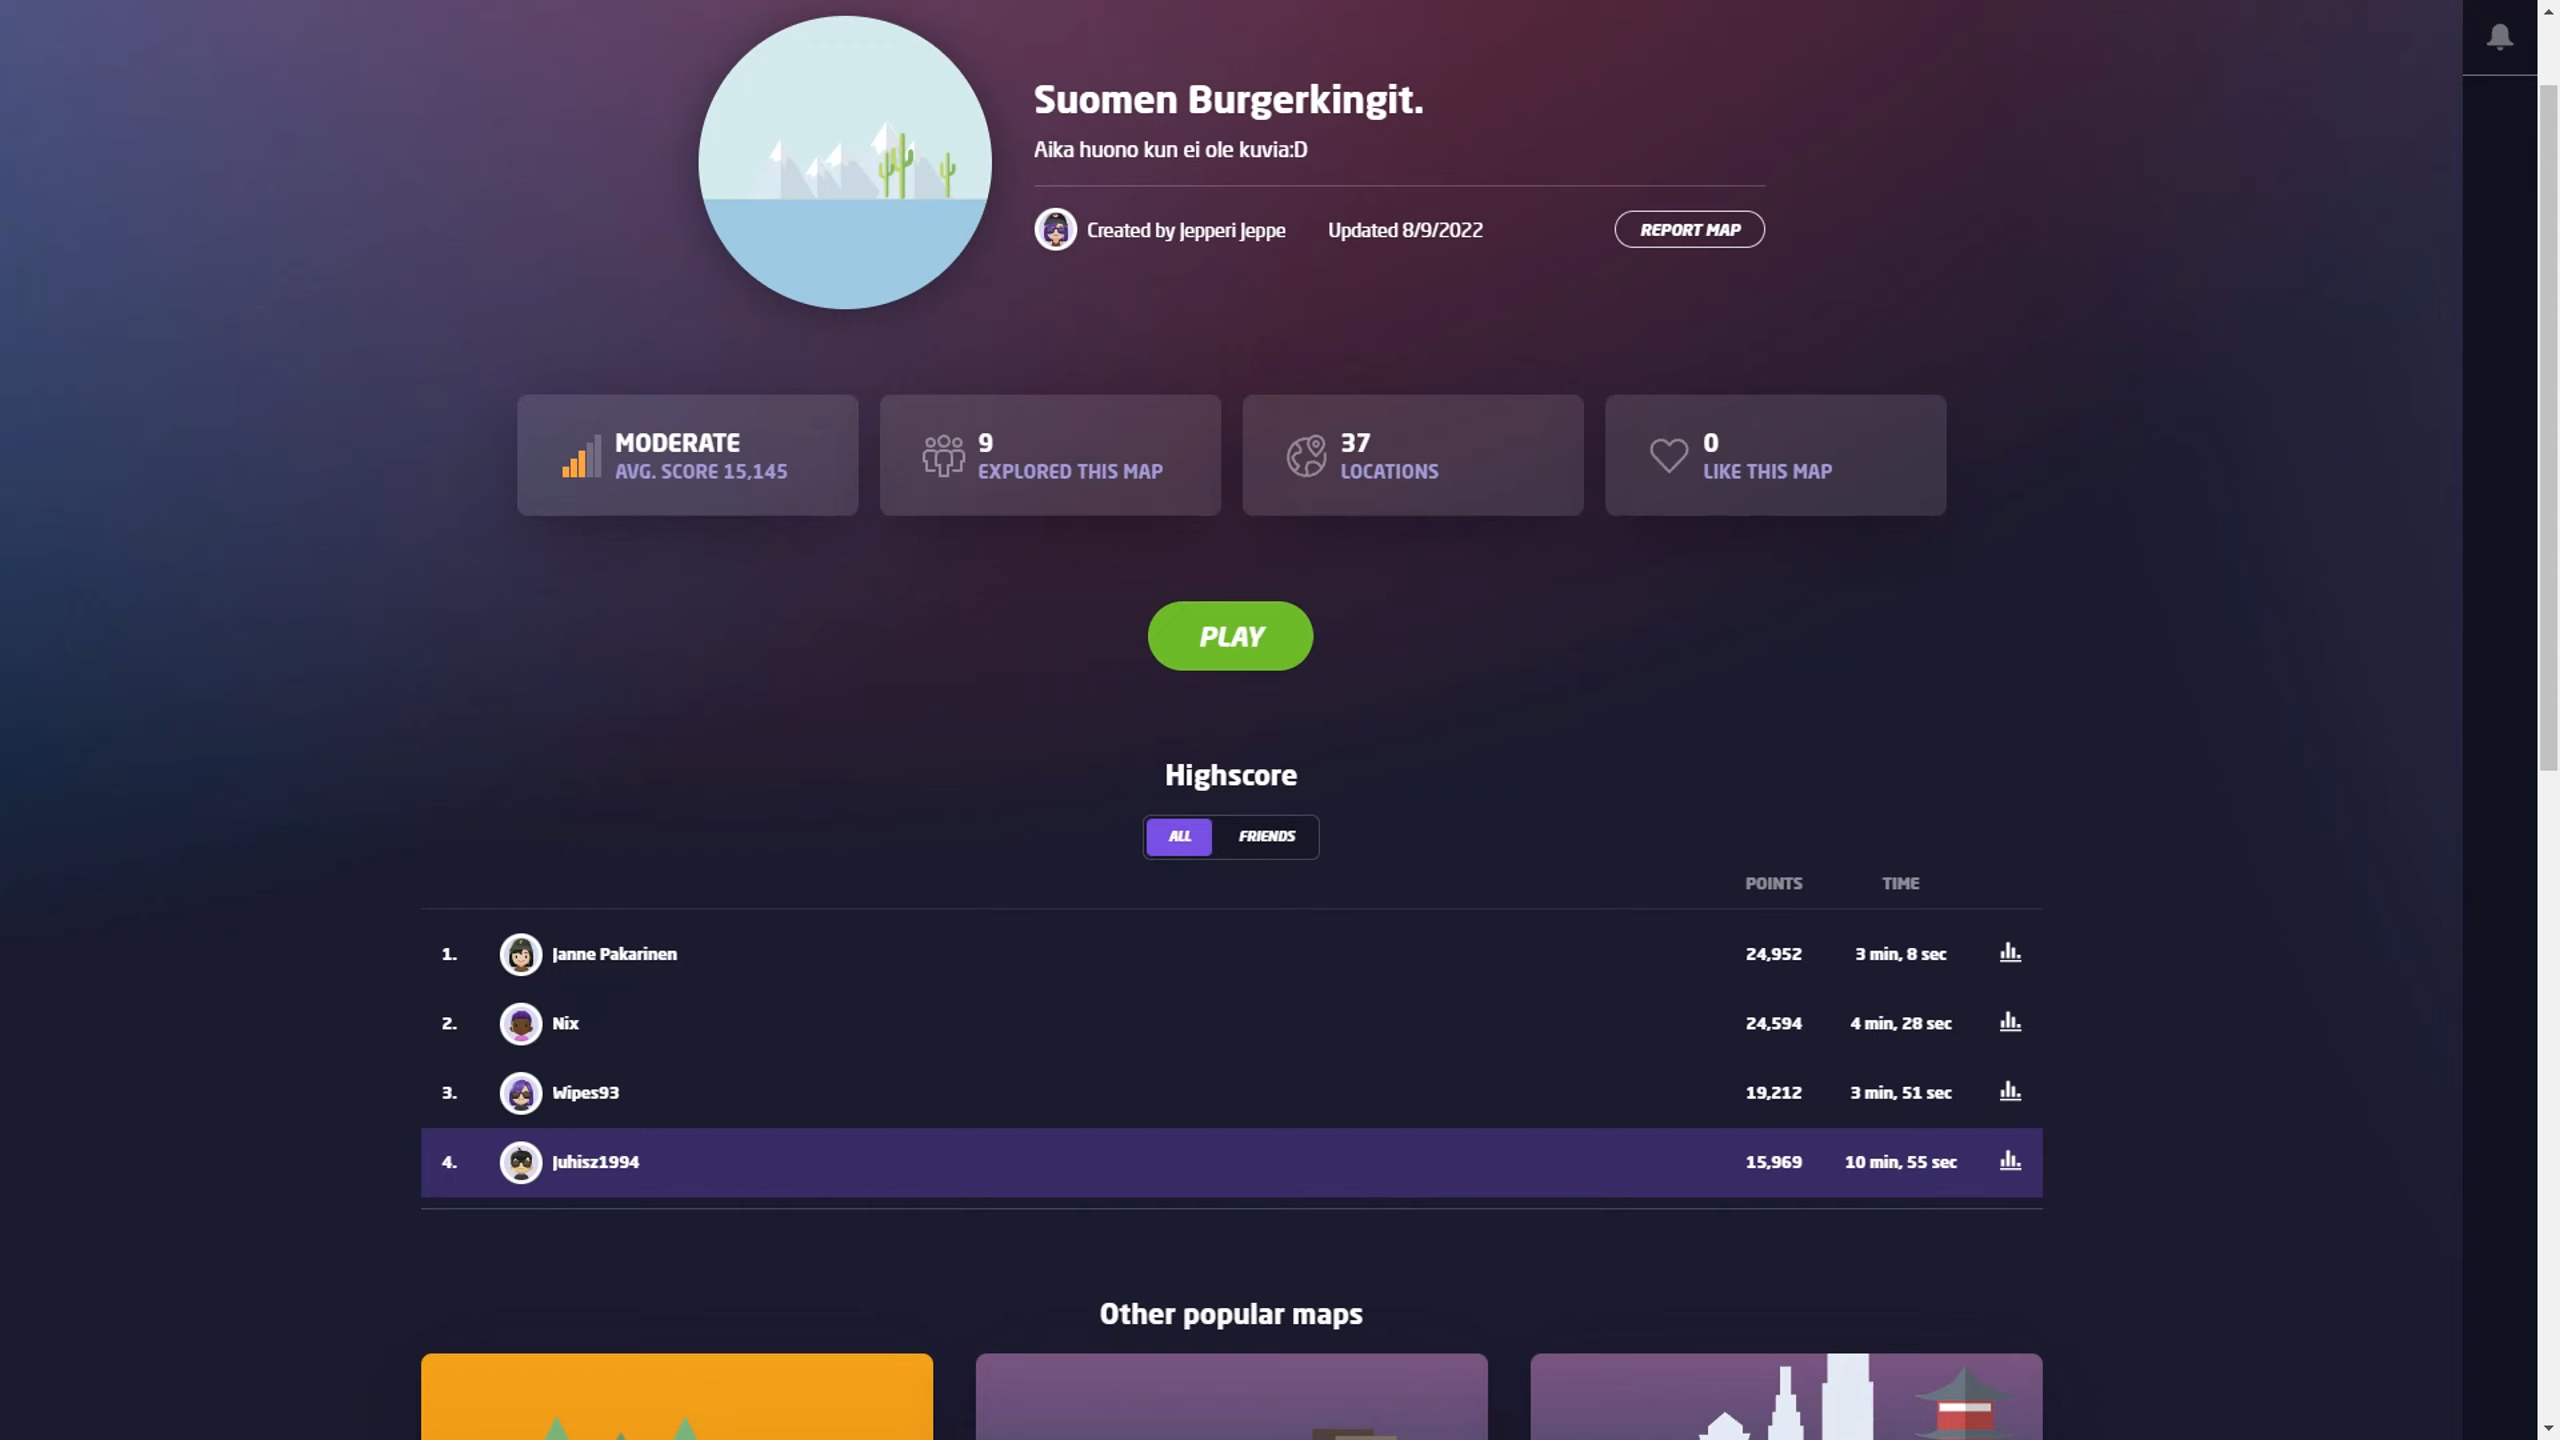 Suomen Burgerkingit.
Aika huono kun ei ole kuvia:D
Created by Jepperi Jeppe Updated 8/9/2022 REPORT MAP
MODERATE
AVG. SCORE 15,145
9
EXPLORED THIS MAP
37
LOCATIONS
0
LIKE THIS MAP
PLAY
Highscore
ALL FRIENDS
POINTS TIME
1. Janne Pakarinen 24,952 3 min, 8 sec
2. Nix 24,594 4 min, 28 sec
3. Wipes93 19,212 3 min, 51 sec
4. Juhisz1994 15,969 10 min, 55 sec
Other popular maps